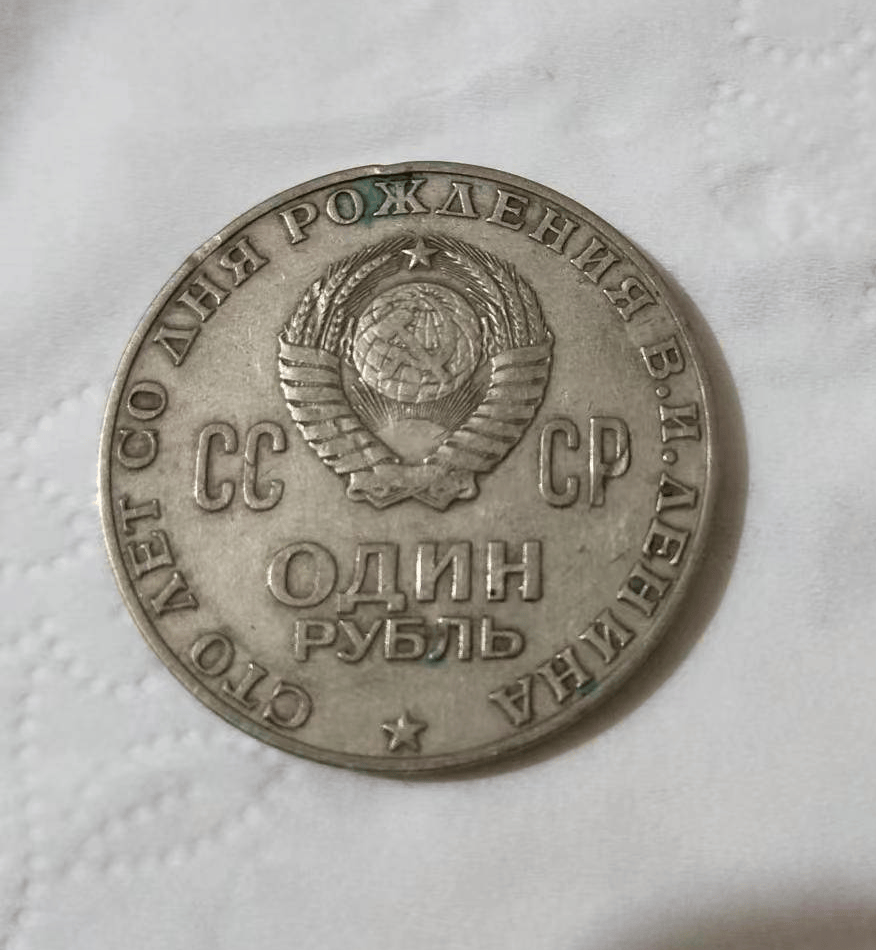 СТО ЛЕТ СО ДНЯ РОЖДЕНИЯ В.И.ЛЕНИНА
СС СР
ОДИН
РУБЛЬ